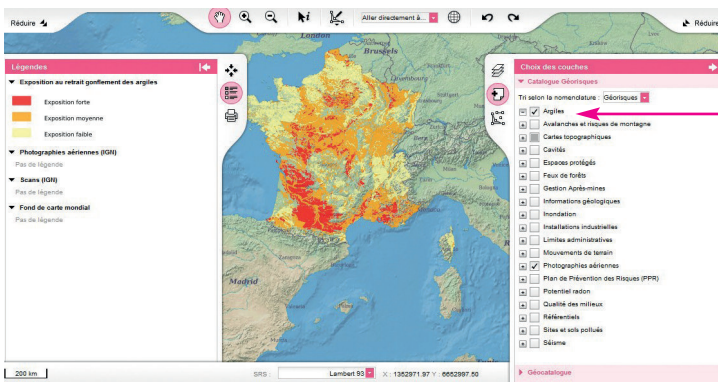 Réduire
Aller directement à...
Réduire
Légendes
Exposition au retrait gonflement des argiles
Exposition forte
Exposition moyenne
Exposition faible
Photographies aériennes (IGN)
Pas de légende
Scans (IGN)
Pas de légende
Fond de carte mondial
Pas de légende
London
Brussels
Luxembourg
Frankfurt
Stuttgart
Zaragoza
Madrid
Choix des couches
Catalogue Géorisques
Tri selon la nomenclature : Géorisques
Argiles
Avalanches et risques de montagne
Cartes topographiques
Cavités
Espaces protégés
Feux de forêts
Gestion Après-mines
Informations géologiques
Inondation
Installations industrielles
Limites administratives
Mouvements de terrain
Photographies aériennes
Plan de Prévention des Risques (PPR)
Potentiel radon
Qualité des milieux
Référentiels
Sites et sols pollués
Séisme
Géocatalogue
200 km
SRS : Lambert 93 X : 1352971.97 Y : 6652997.50